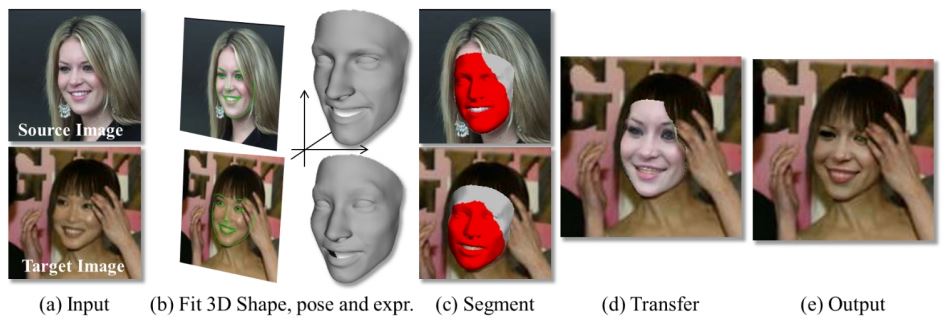 Source Image
Target Image
(a) Input
(b) Fit 3D Shape, pose and expr.
(c) Segment
(d) Transfer
(e) Output